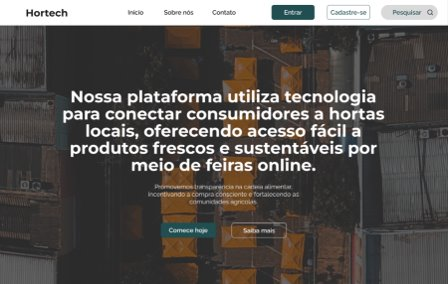 Hortech
Início
Sobre nós
Contato
Entrar
Cadastre-se
Pesquisar
Nossa plataforma utiliza tecnologia
para conectar consumidores a hortas
locais, oferecendo acesso fácil a
produtos frescos e sustentáveis por
meio de feiras online.
Promovemos transparência na cadeia alimentar,
incentivando a compra consciente e fortalecendo as
comunidades agrícolas
Comece hoje
Saiba mais